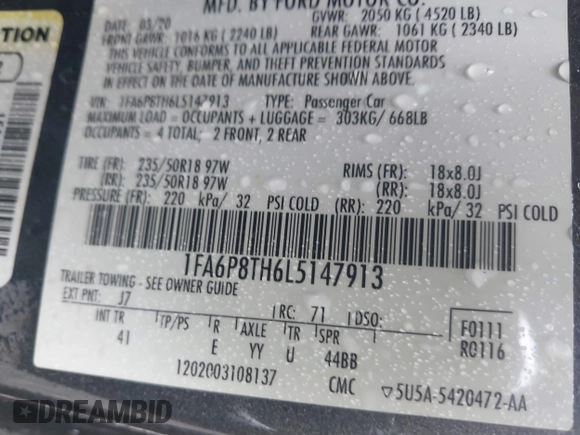 MFD. BY FORD MOTOR CO.
DATE: 03/20 GVWR: 2050 KG ( 4520 LB)
FRONT GAWR: 1016 KG ( 2240 LB) REAR GAWR: 1061 KG ( 2340 LB)
THIS VEHICLE CONFORMS TO ALL APPLICABLE FEDERAL MOTOR
VEHICLE SAFETY, BUMPER, AND THEFT PREVENTION STANDARDS
IN EFFECT ON THE DATE OF MANUFACTURE SHOWN ABOVE.
VIN: 1FA6P8TH6L5147913 TYPE: Passenger Car
MAXIMUM LOAD = OCCUPANTS + LUGGAGE = 303KG/ 668LB
OCCUPANTS = 4 TOTAL; 2 FRONT, 2 REAR
TIRE (FR): 235/50R18 97W RIMS (FR): 18x8.0J
(RR): 235/50R18 97W (RR): 18x8.0J
PRESSURE (FR): 220 kPa/ 32 PSI COLD (RR): 220 kPa/ 32 PSI COLD
1FA6P8TH6L5147913
TRAILER TOWING - SEE OWNER GUIDE
EXT PNT: J7 RC: 71 DSO: F0111
INT TR TP/PS R AXLE TR SPR R0116
41 E YY U 44BB
1202003108137 CMC 5U5A-5420472-AA
DREAMBID